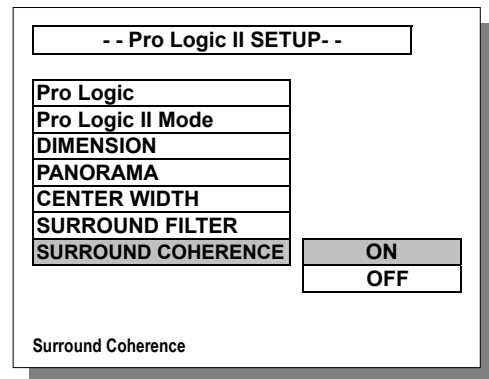 - - Pro Logic II SETUP- -
Pro Logic
Pro Logic II Mode
DIMENSION
PANORAMA
CENTER WIDTH
SURROUND FILTER
SURROUND COHERENCE ON
OFF
Surround Coherence